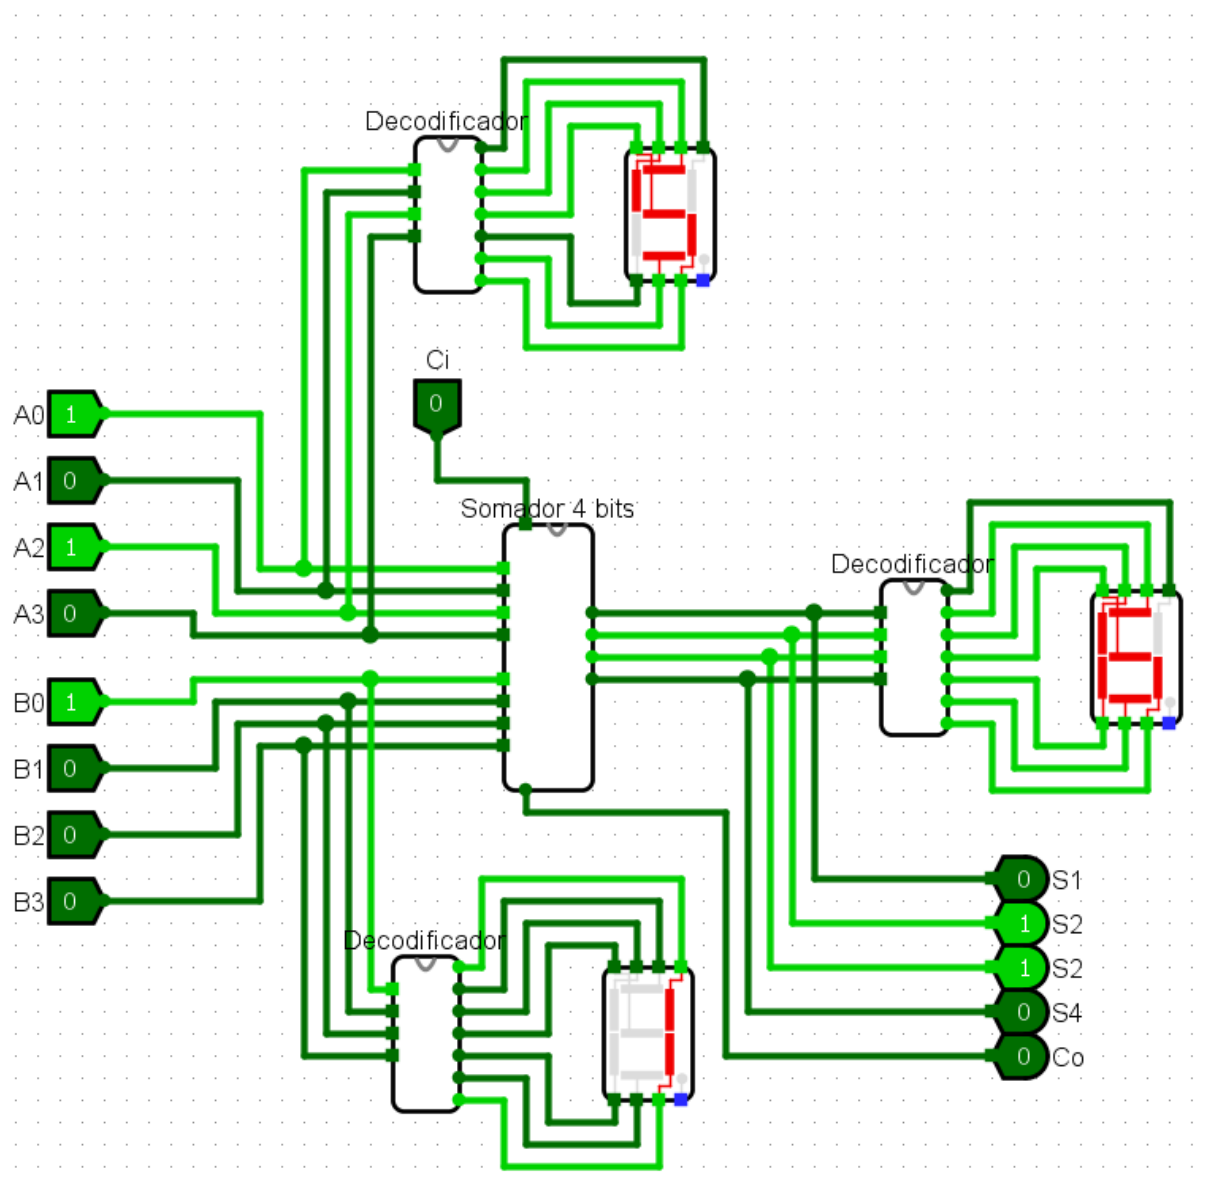 Decodificador
Ci
0
A0 1
A1 0
A2 1
A3 0
Somador 4 bits
Decodificador
B0 1
B1 0
B2 0
B3 0
0 S1
1 S2
1 S2
0 S4
0 Co
Decodificador